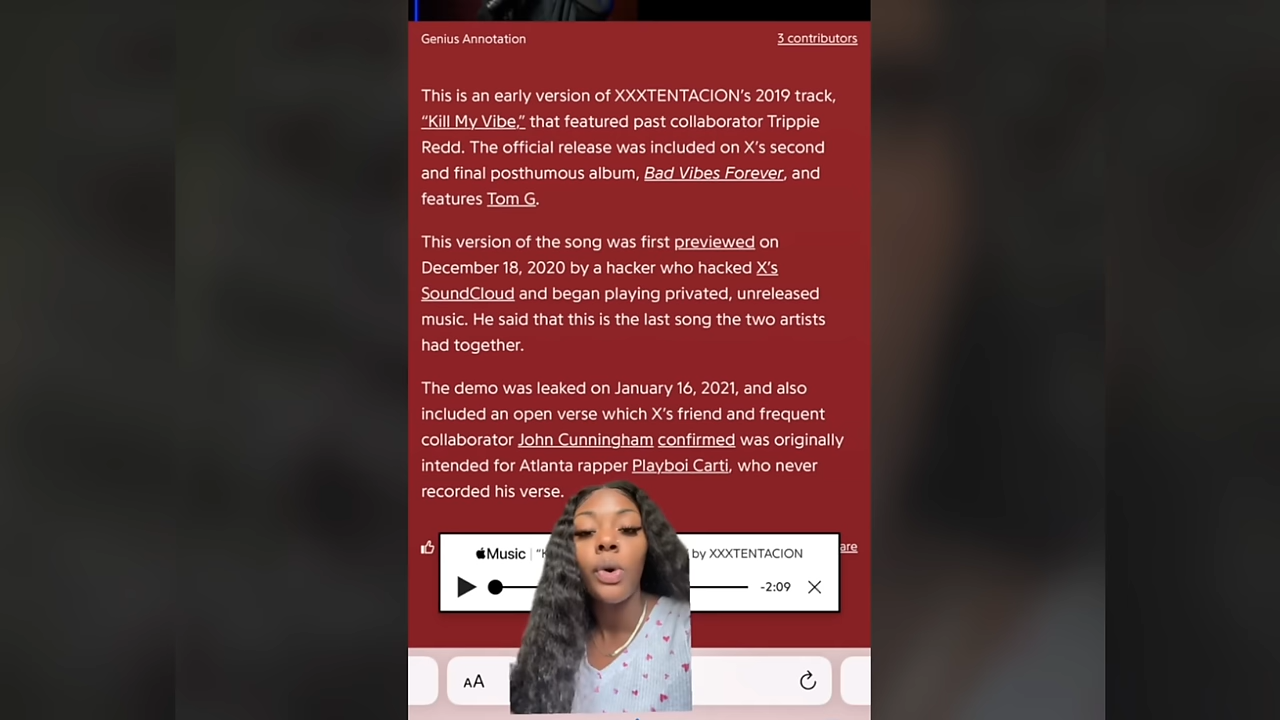 Genius Annotation
3 contributors
This is an early version of XXXTENTACION’s 2019 track,
“Kill My Vibe,” that featured past collaborator Trippie
Redd. The official release was included on X’s second
and final posthumous album, Bad Vibes Forever, and
features Tom G.
This version of the song was first previewed on
December 18, 2020 by a hacker who hacked X’s
SoundCloud and began playing privated, unreleased
music. He said that this is the last song the two artists
had together.
The demo was leaked on January 16, 2021, and also
included an open verse which X’s friend and frequent
collaborator John Cunningham confirmed was originally
intended for Atlanta rapper Playboi Carti, who never
recorded his verse.
Music | by XXXTENTACION
-2:09
AA